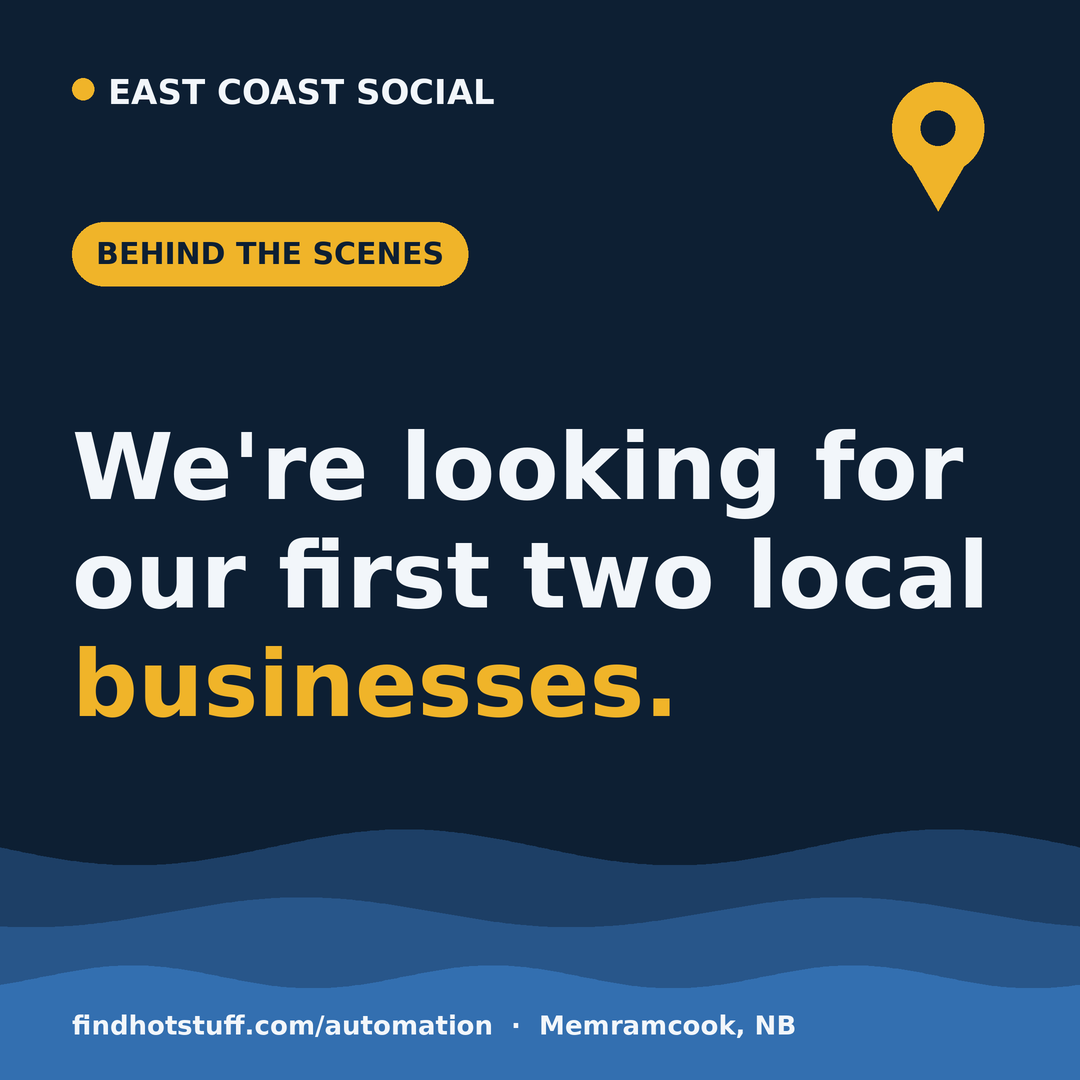 EAST COAST SOCIAL
BEHIND THE SCENES
We're looking for
our first two local
businesses.
findhotstuff.com/automation · Memramcook, NB